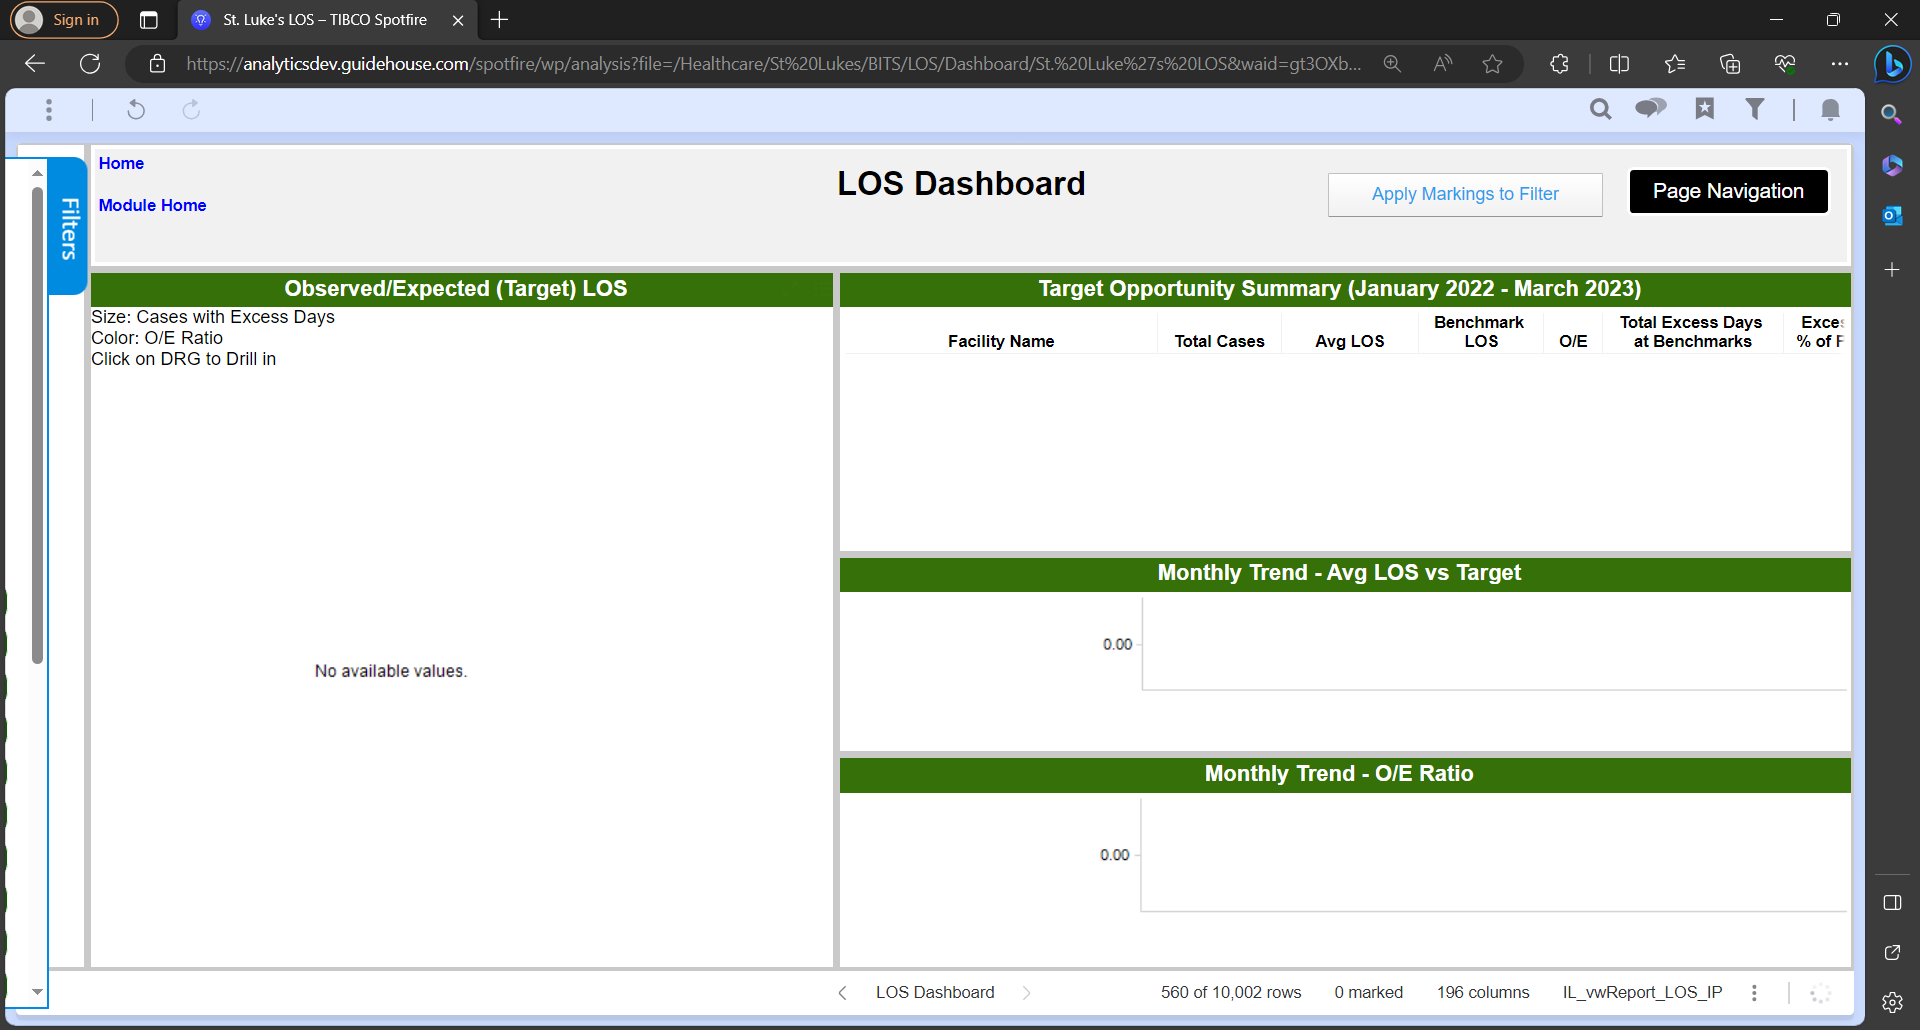 Sign in
St. Luke's LOS – TIBCO Spotfire
https://analyticsdev.guidehouse.com/spotfire/wp/analysis?file=/Healthcare/St%20Lukes/BITS/LOS/Dashboard/St.%20Luke%27s%20LOS&waid=gt3OXb...
Home
Module Home
LOS Dashboard
Apply Markings to Filter
Page Navigation
Filters
Observed/Expected (Target) LOS
Size: Cases with Excess Days
Color: O/E Ratio
Click on DRG to Drill in
No available values.
Target Opportunity Summary (January 2022 - March 2023)
Facility Name
Total Cases
Avg LOS
Benchmark
LOS
O/E
Total Excess Days
at Benchmarks
Exces
% of P
Monthly Trend - Avg LOS vs Target
0.00
Monthly Trend - O/E Ratio
0.00
LOS Dashboard
560 of 10,002 rows
0 marked
196 columns
IL_vwReport_LOS_IP